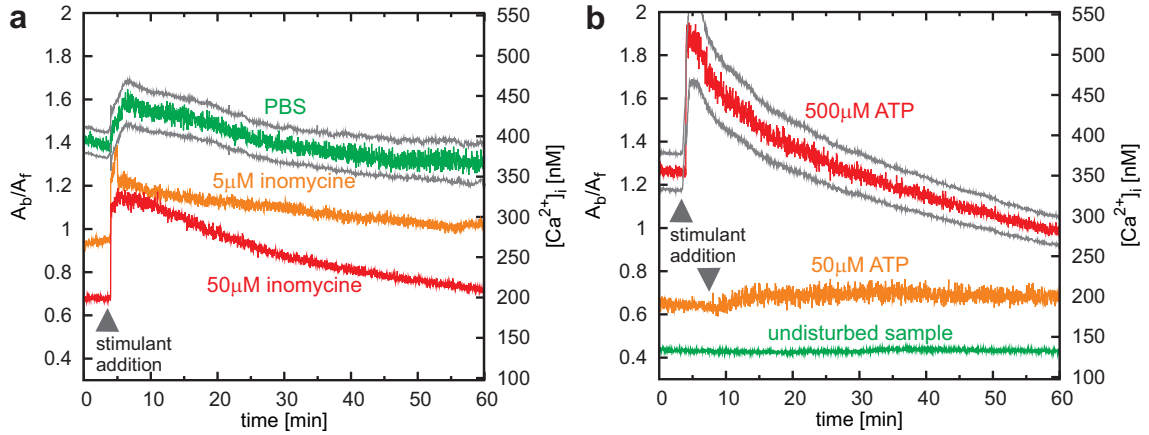 a
2
1.8
1.6
1.4
1.2
1
0.8
0.6
0.4
A_b/A_f
550
500
450
400
350
300
250
200
150
100
[Ca²⁺]ᵢ [nM]
PBS
5μM inomycine
50μM inomycine
stimulant
addition
0 10 20 30 40 50 60
time [min]
b
2
1.8
1.6
1.4
1.2
1
0.8
0.6
0.4
A_b/A_f
550
500
450
400
350
300
250
200
150
100
[Ca²⁺]ᵢ [nM]
500μM ATP
stimulant
addition
50μM ATP
undisturbed sample
0 10 20 30 40 50 60
time [min]